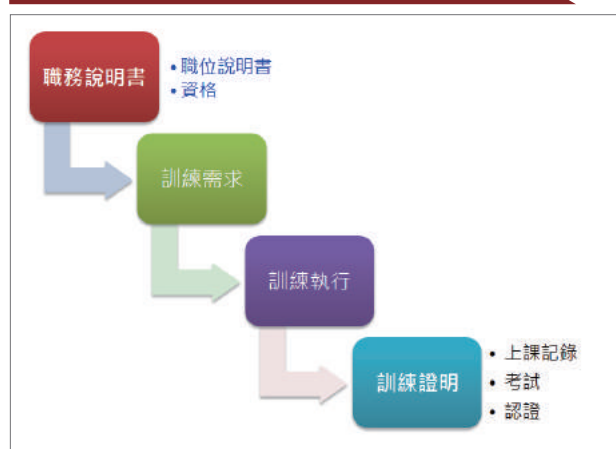 職務說明書
•職位說明書
•資格
訓練需求
訓練執行
訓練證明
• 上課記錄
• 考試
• 認證